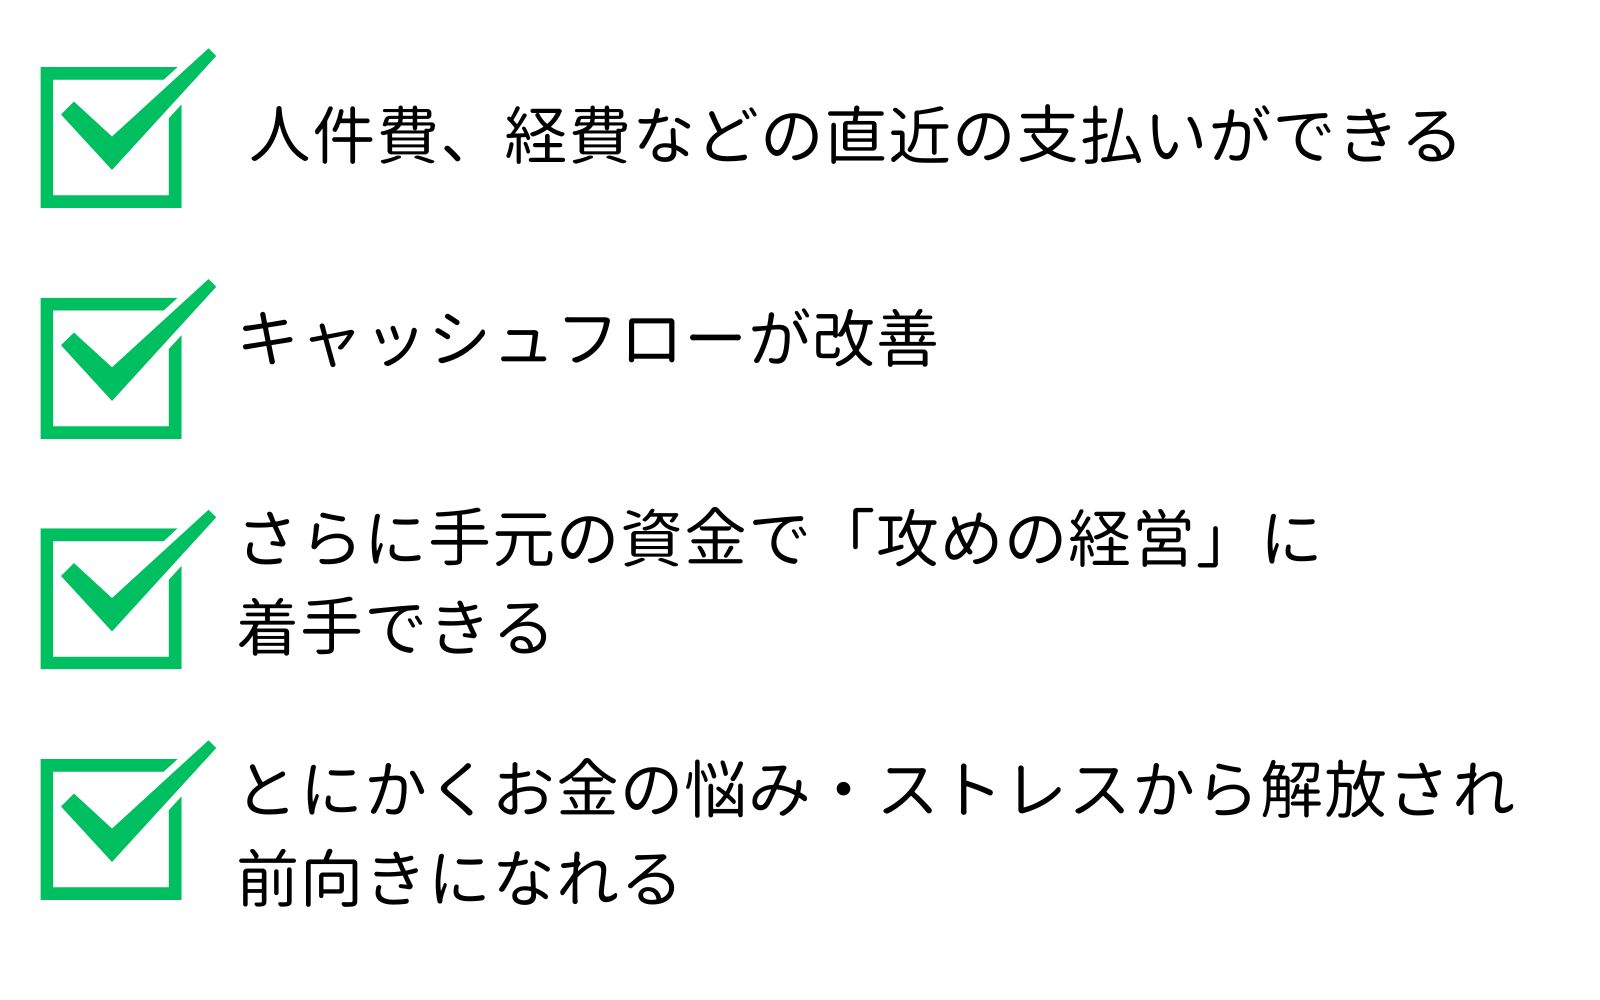 人件費、経費などの直近の支払いができる
キャッシュフローが改善
さらに手元の資金で「攻めの経営」に
着手できる
とにかくお金の悩み・ストレスから解放され
前向きになれる